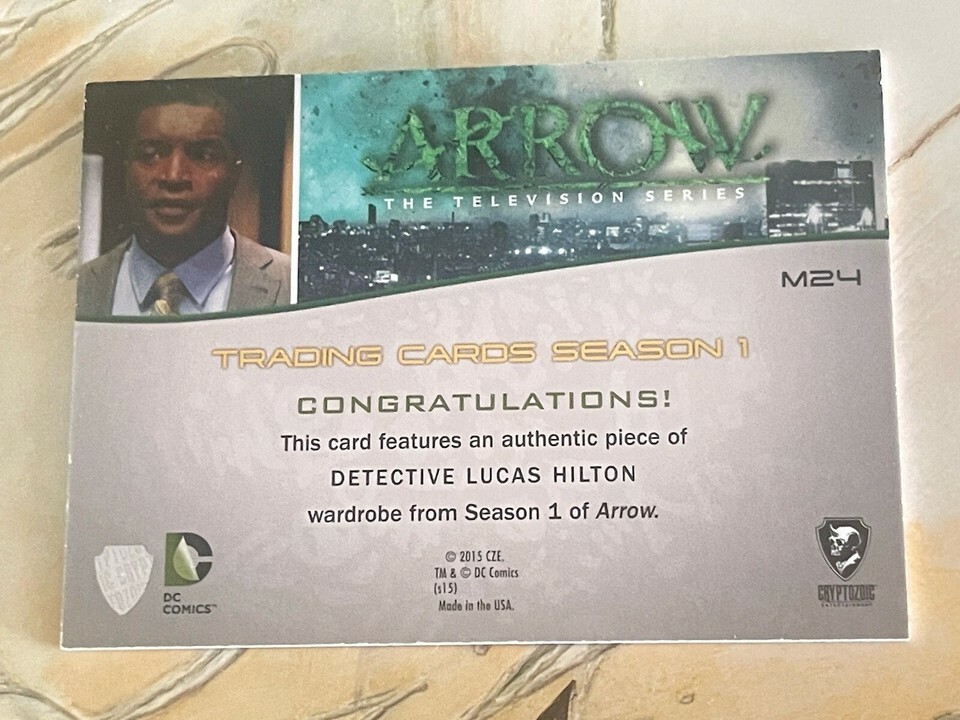 ARROW
THE TELEVISION SERIES
M24
TRADING CARDS SEASON 1
CONGRATULATIONS!
This card features an authentic piece of
DETECTIVE LUCAS HILTON
wardrobe from Season 1 of Arrow.
© 2015 CZE.
TM & © DC Comics
(s15)
Made in the USA.
DC
COMICS™
CRYPTOZOIC
ENTERTAINMENT